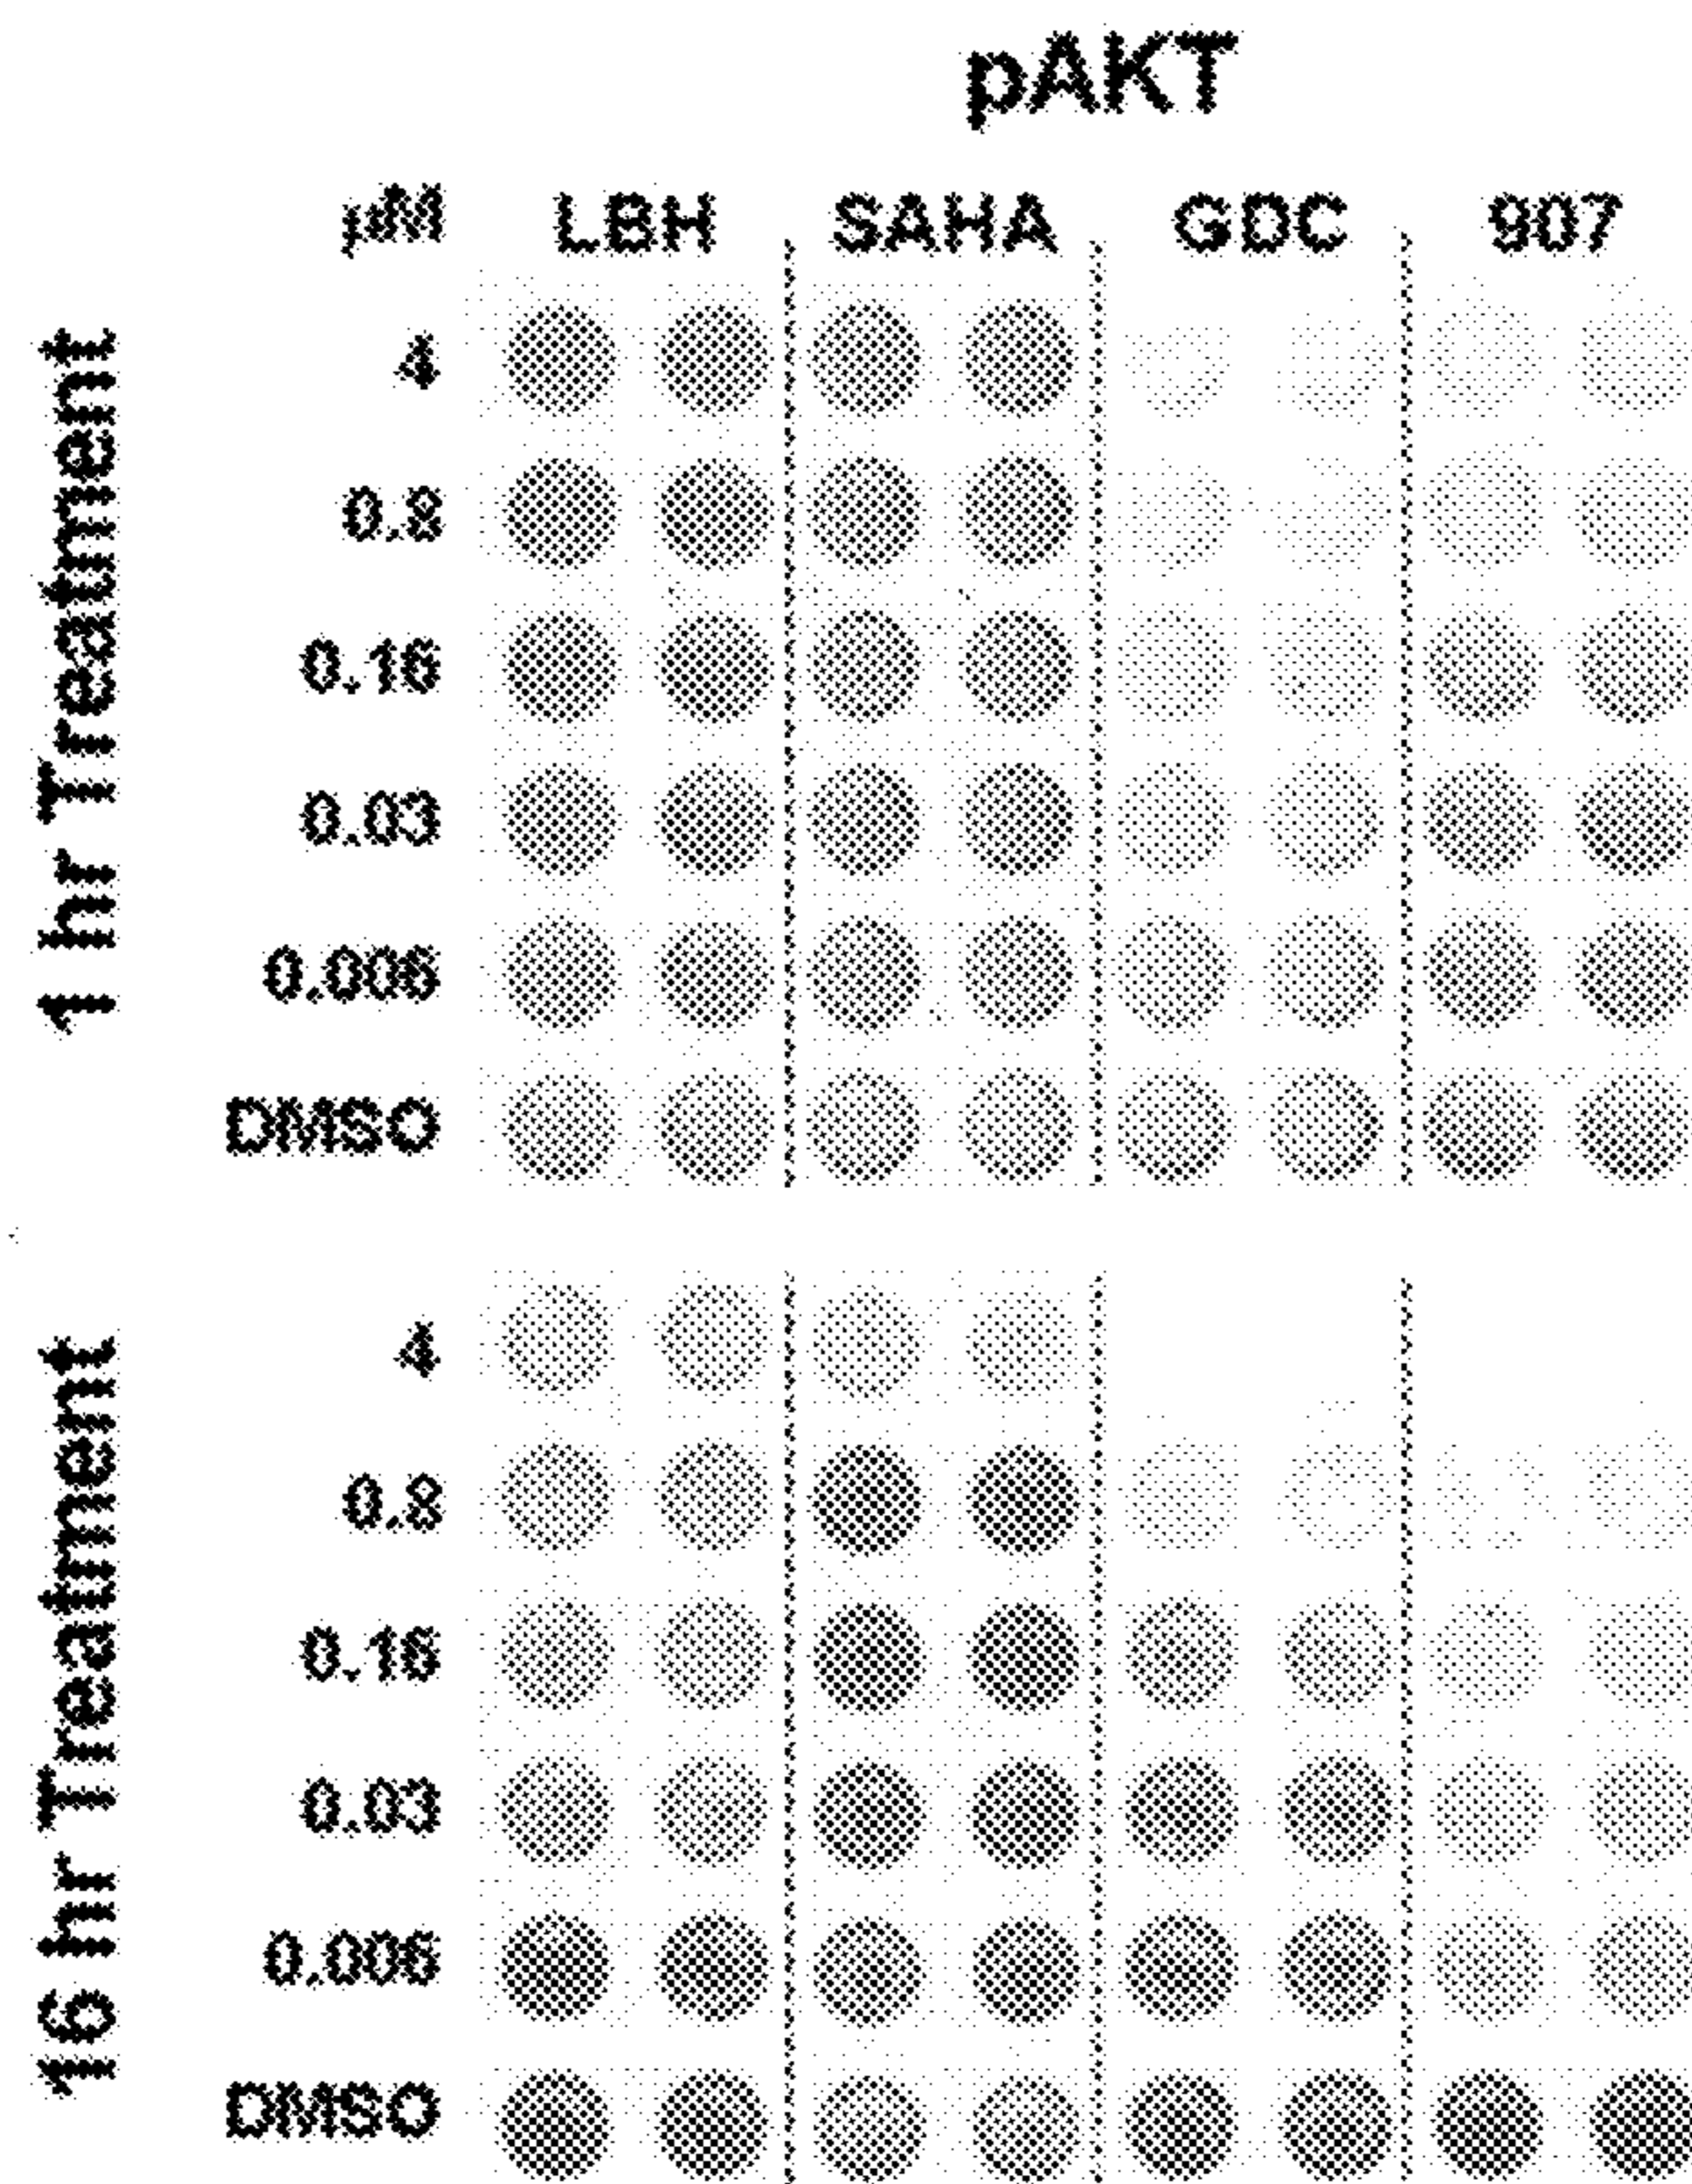 pAKT
µM LBH SAHA GDC 907
1 hr Treatment
4
0.8
0.16
0.03
0.006
DMSO
16 hr Treatment
4
0.8
0.16
0.03
0.006
DMSO